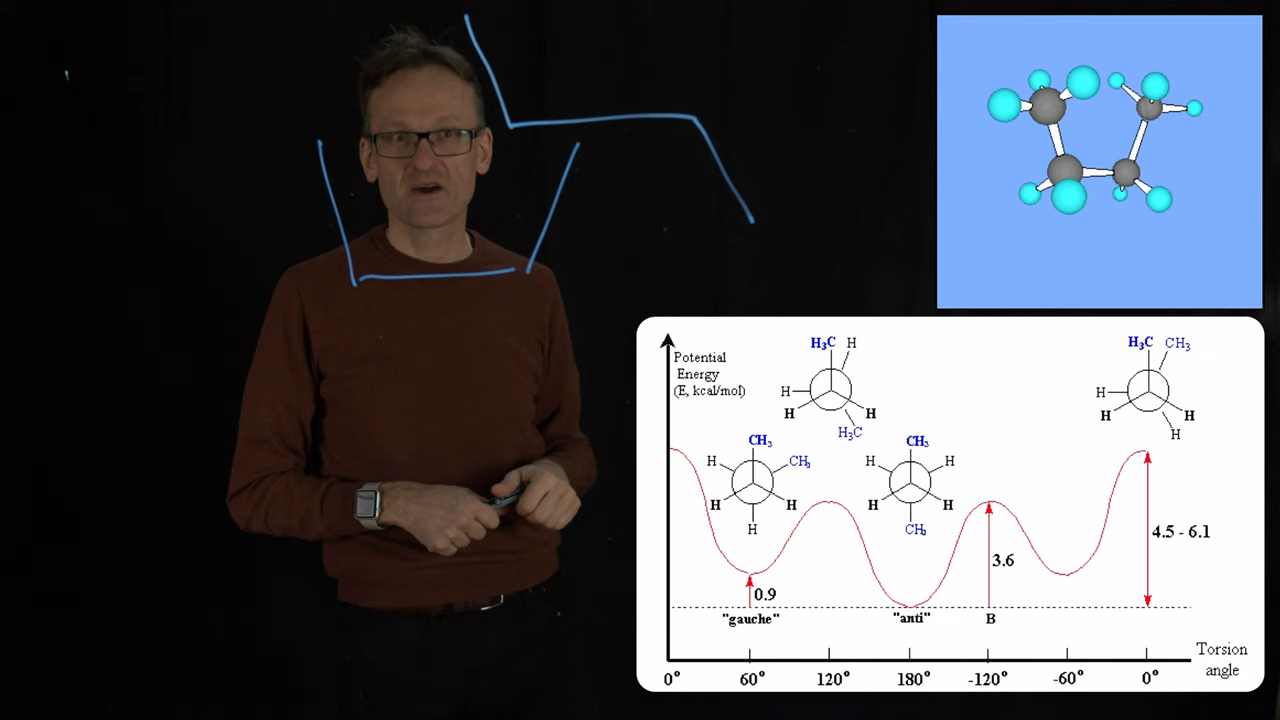 Potential
Energy
(E, kcal/mol)
H₃C H
H
H H
H₃C
H₃C CH₃
H
H H
H
CH₃
H CH₃
H H
H
CH₃
H H
H H
CH₃
0.9
3.6
4.5 - 6.1
"gauche"
"anti"
B
Torsion
angle
0° 60° 120° 180° -120° -60° 0°